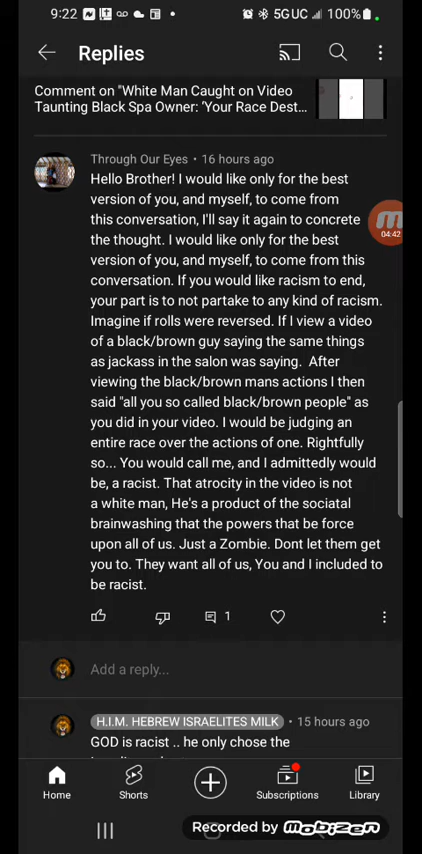 9:22
5GUC 100%
Replies
Comment on "White Man Caught on Video
Taunting Black Spa Owner: 'Your Race Dest...
Through Our Eyes • 16 hours ago
Hello Brother! I would like only for the best
version of you, and myself, to come from
this conversation, I'll say it again to concrete
the thought. I would like only for the best
version of you, and myself, to come from this
conversation. If you would like racism to end,
your part is to not partake to any kind of racism.
Imagine if rolls were reversed. If I view a video
of a black/brown guy saying the same things
as jackass in the salon was saying. After
viewing the black/brown mans actions I then
said "all you so called black/brown people" as
you did in your video. I would be judging an
entire race over the actions of one. Rightfully
so... You would call me, and I admittedly would
be, a racist. That atrocity in the video is not
a white man, He's a product of the sociatal
brainwashing that the powers that be force
upon all of us. Just a Zombie. Dont let them get
you to. They want all of us, You and I included to
be racist.
04:42
1
Add a reply...
H.I.M. HEBREW ISRAELITES MILK • 15 hours ago
GOD is racist .. he only chose the
Home Shorts Subscriptions Library
Recorded by mobizen